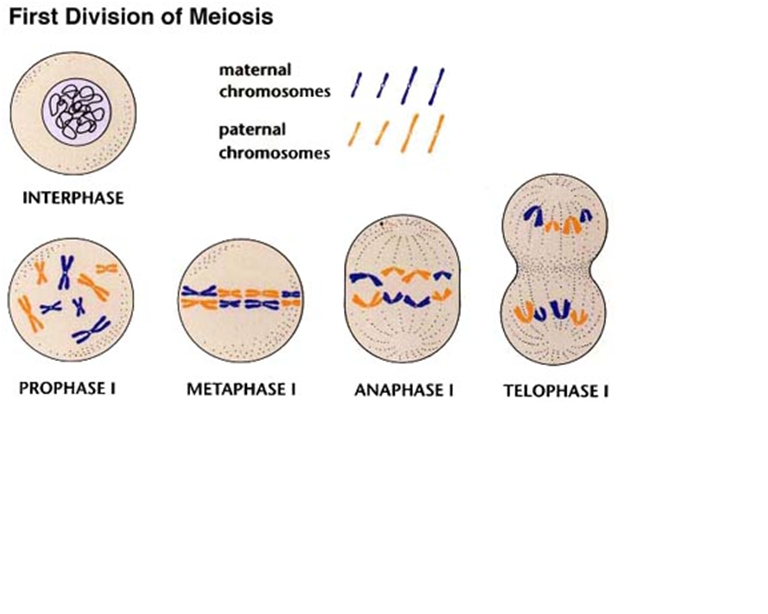 First Division of Meiosis
maternal
chromosomes
paternal
chromosomes
INTERPHASE
PROPHASE I
METAPHASE I
ANAPHASE I
TELOPHASE I